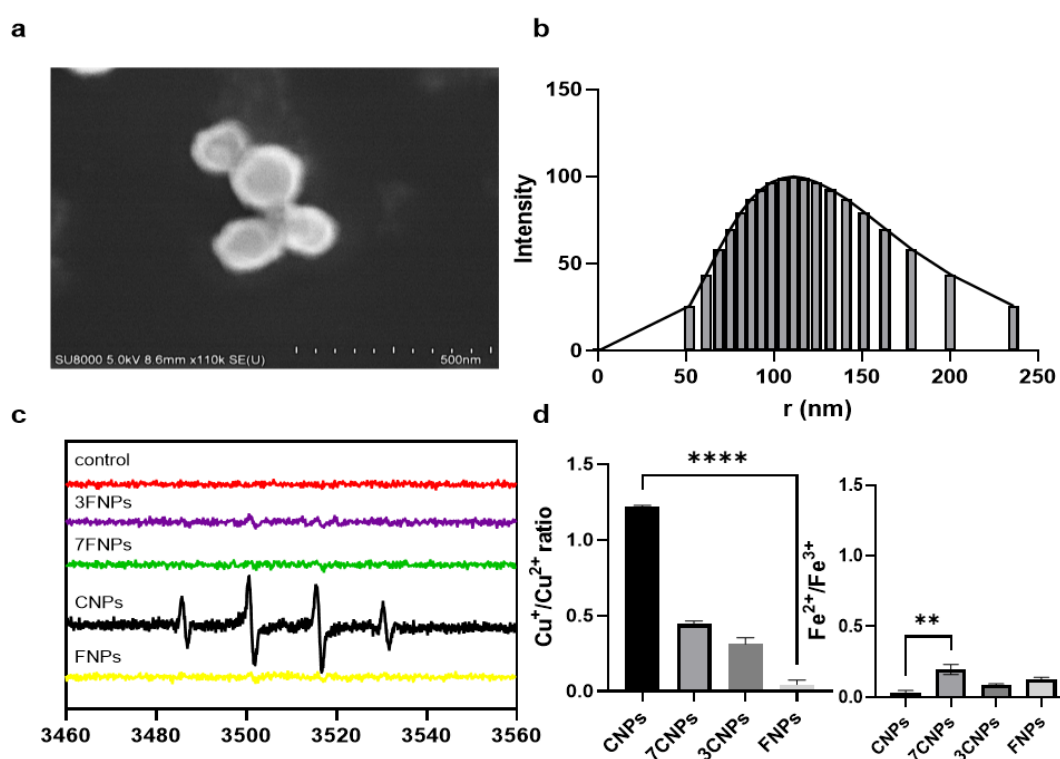 a
SU8000 5.0kV 8.6mm x110k SE(U)
500nm
b
Intensity
150
100
50
0
0 50 100 150 200 250
r (nm)
c
control
3FNPs
7FNPs
CNPs
FNPs
3460 3480 3500 3520 3540 3560
d
Cu⁺/Cu²⁺ ratio
1.5
1.0
0.5
0.0
****
CNPs 7CNPs 3CNPs FNPs
Fe²⁺/Fe³⁺
1.5
1.0
0.5
0.0
**
CNPs 7CNPs 3CNPs FNPs